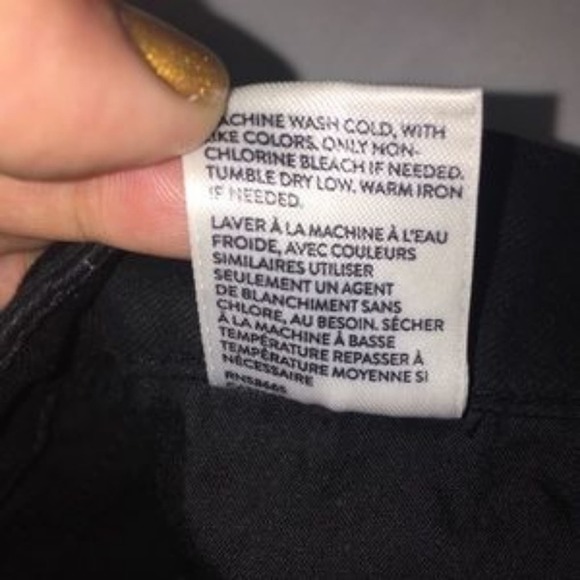 ACHINE WASH COLD, WITH
IKE COLORS. ONLY NON-
CHLORINE BLEACH IF NEEDED.
TUMBLE DRY LOW. WARM IRON
IF NEEDED.
LAVER À LA MACHINE À L'EAU
FROIDE, AVEC COULEURS
SIMILAIRES UTILISER
SEULEMENT UN AGENT
DE BLANCHIMENT SANS
CHLORE, AU BESOIN. SÉCHER
À LA MACHINE À BASSE
TEMPÉRATURE REPASSER À
TEMPÉRATURE MOYENNE SI
NÉCESSAIRE